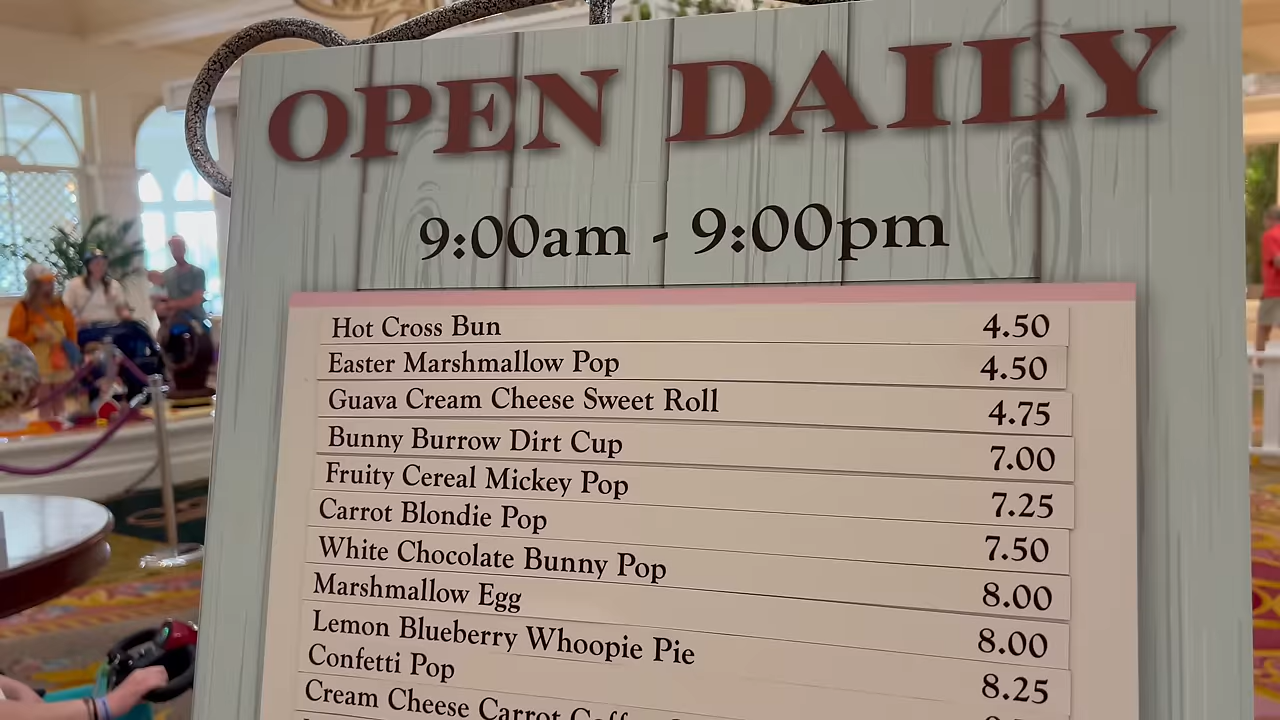 OPEN DAILY
9:00am - 9:00pm
Hot Cross Bun 4.50
Easter Marshmallow Pop 4.50
Guava Cream Cheese Sweet Roll 4.75
Bunny Burrow Dirt Cup 7.00
Fruity Cereal Mickey Pop 7.25
Carrot Blondie Pop 7.50
White Chocolate Bunny Pop 8.00
Marshmallow Egg 8.00
Lemon Blueberry Whoopie Pie 8.25
Confetti Pop
Cream Cheese Carrot